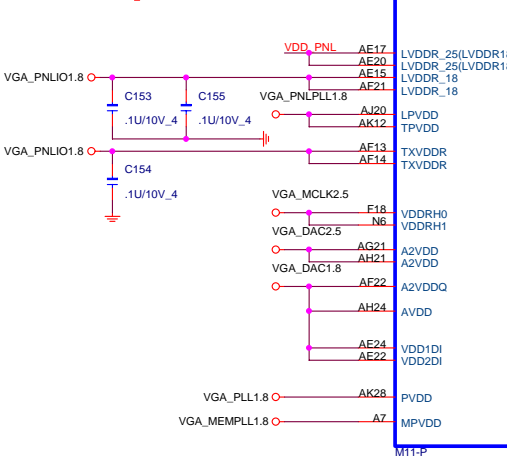 VDD_PNL AE17 LVDDR_25(LVDDR18
AE20 LVDDR_25(LVDDR18
VGA_PNLIO1.8 AE15 LVDDR_18
AF21 LVDDR_18
C153 C155 VGA_PNLPLL1.8
AJ20 LPVDD
.1U/10V_4 .1U/10V_4 AK12 TPVDD
VGA_PNLIO1.8 AF13 TXVDDR
AF14 TXVDDR
C154
.1U/10V_4 VGA_MCLK2.5
F18 VDDRH0
N6 VDDRH1
VGA_DAC2.5
AG21 A2VDD
AH21 A2VDD
VGA_DAC1.8
AF22 A2VDDQ
AH24 AVDD
AE24 VDD1DI
AE22 VDD2DI
VGA_PLL1.8 AK28 PVDD
VGA_MEMPLL1.8 A7 MPVDD
M11-P